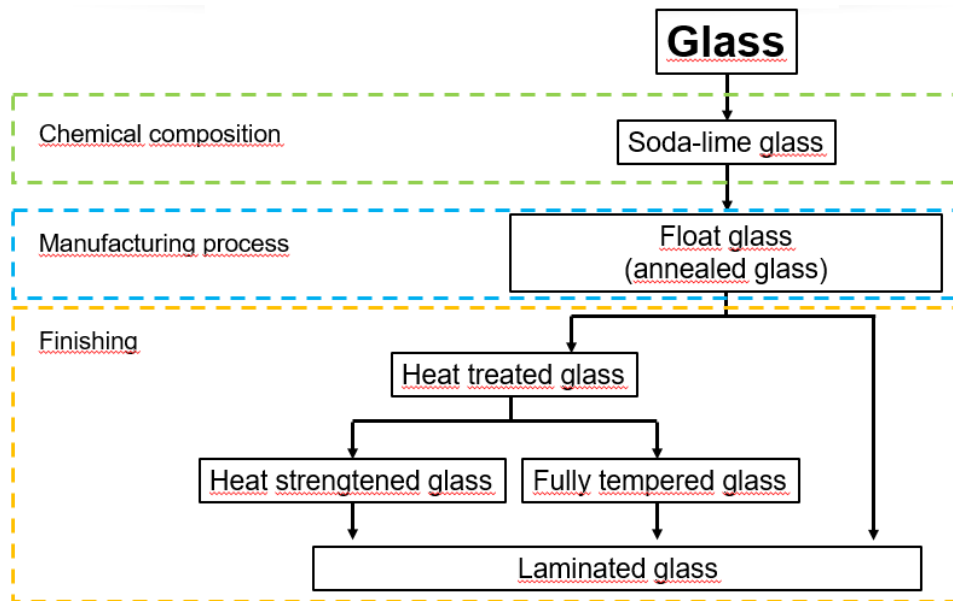 Glass
Chemical composition
Soda-lime glass
Manufacturing process
Float glass
(annealed glass)
Finishing
Heat treated glass
Heat strengtened glass
Fully tempered glass
Laminated glass